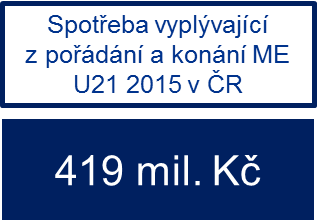 Spotřeba vyplývající
z pořádání a konání ME
U21 2015 v ČR
419 mil. Kč